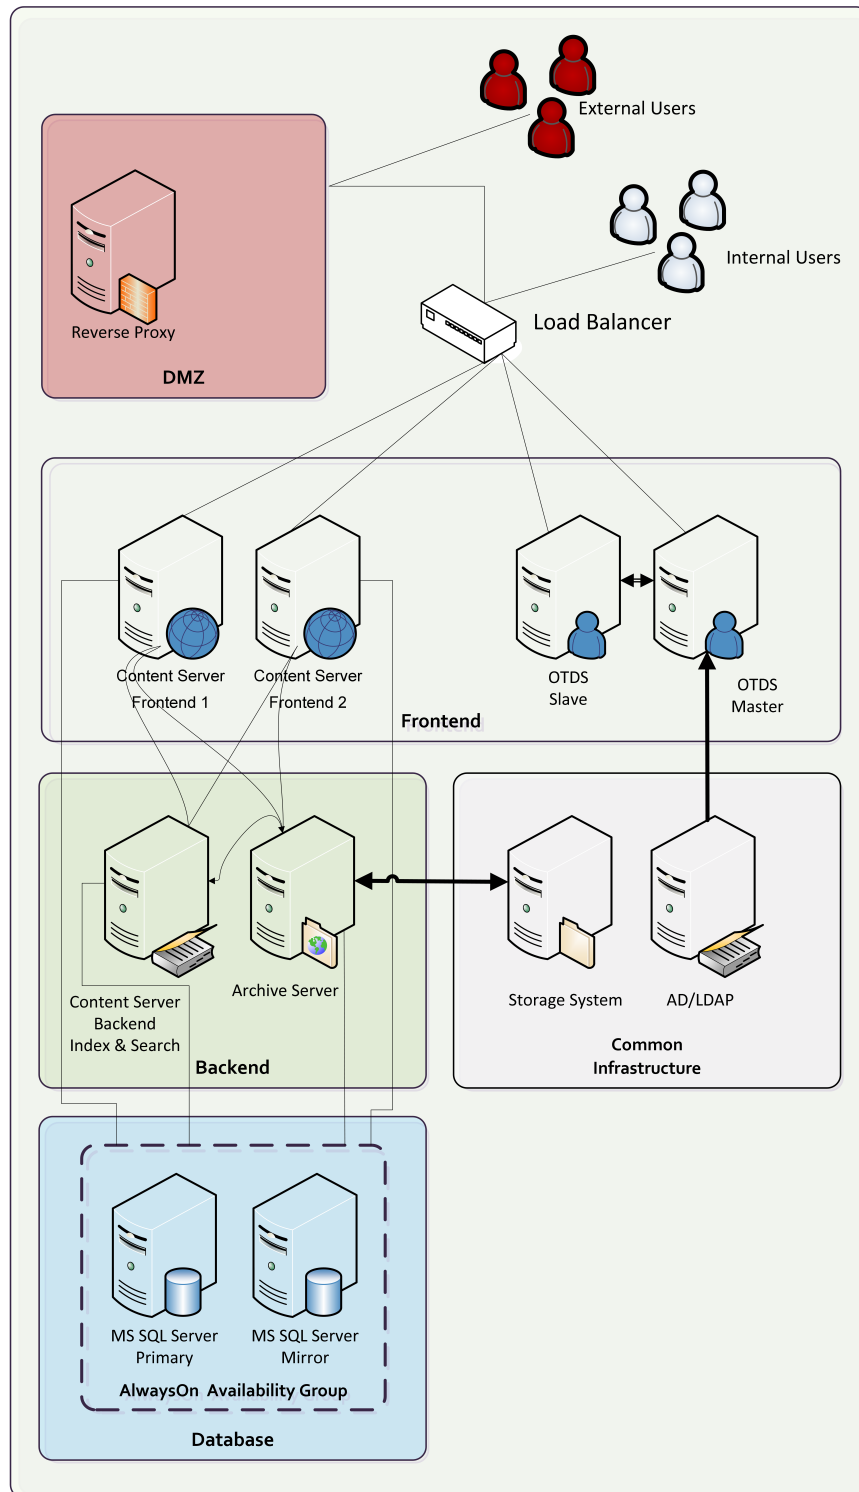 External Users
Internal Users
Reverse Proxy
Load Balancer
DMZ
Content Server
Frontend 1
Content Server
Frontend 2
OTDS
Slave
OTDS
Master
Frontend
Content Server
Backend
Index & Search
Archive Server
Storage System
AD/LDAP
Backend
Common
Infrastructure
MS SQL Server
Primary
MS SQL Server
Mirror
AlwaysOn Availability Group
Database